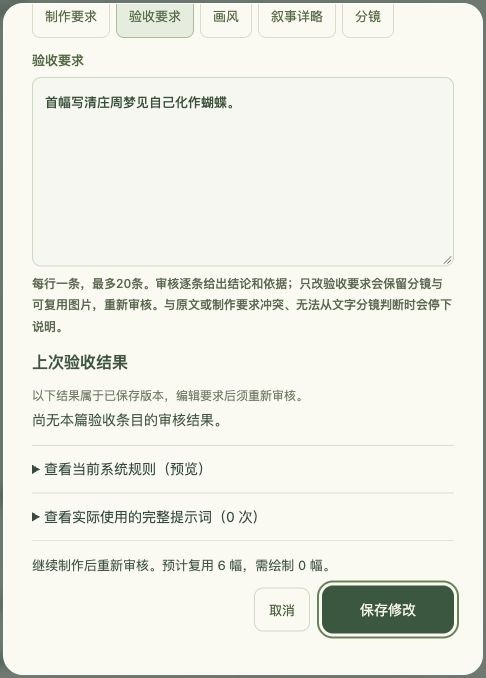 制作要求 验收要求 画风 叙事详略 分镜
验收要求
首幅写清庄周梦见自己化作蝴蝶。
每行一条，最多20条。审核逐条给出结论和依据；只改验收要求会保留分镜与
可复用图片，重新审核。与原文或制作要求冲突、无法从文字分镜判断时会停下
说明。
上次验收结果
以下结果属于已保存版本，编辑要求后须重新审核。
尚无本篇验收条目的审核结果。
查看当前系统规则（预览）
查看实际使用的完整提示词（0 次）
继续制作后重新审核。预计复用 6 幅，需绘制 0 幅。
取消 保存修改